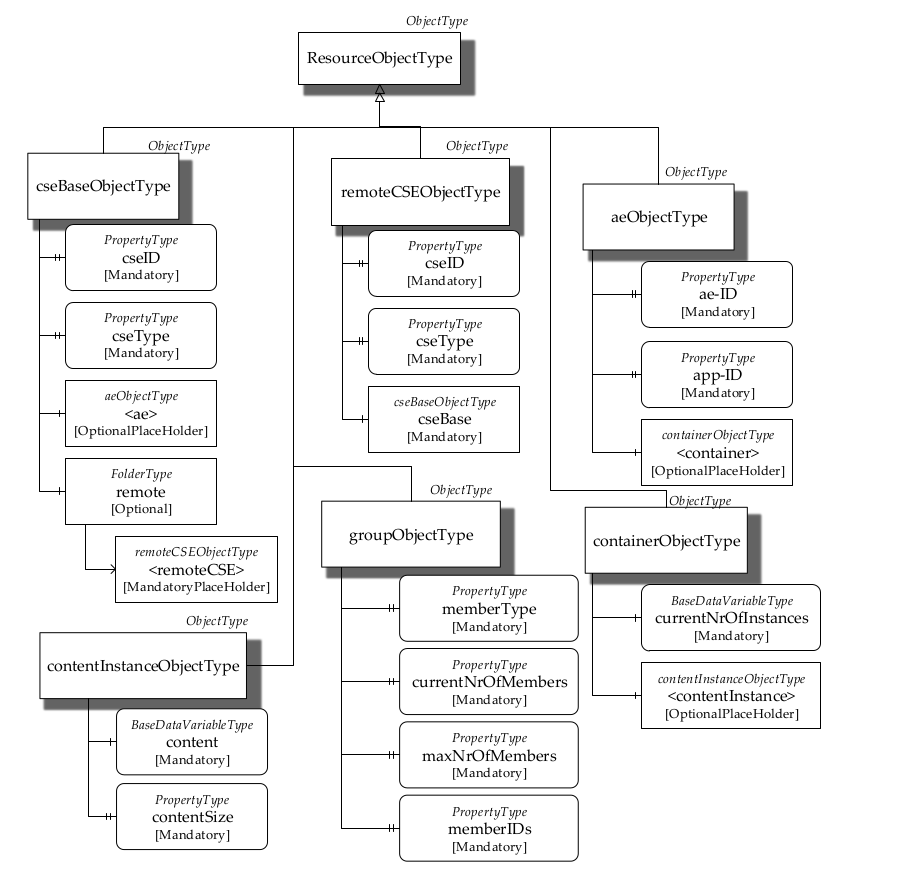 ObjectType
ResourceObjectType
ObjectType
cseBaseObjectType
PropertyType
cseID
[Mandatory]
PropertyType
cseType
[Mandatory]
aeObjectType
<ae>
[OptionalPlaceHolder]
FolderType
remote
[Optional]
remoteCSEObjectType
<remoteCSE>
[MandatoryPlaceHolder]
ObjectType
remoteCSEObjectType
PropertyType
cseID
[Mandatory]
PropertyType
cseType
[Mandatory]
cseBaseObjectType
cseBase
[Mandatory]
ObjectType
aeObjectType
PropertyType
ae-ID
[Mandatory]
PropertyType
app-ID
[Mandatory]
containerObjectType
<container>
[OptionalPlaceHolder]
ObjectType
contentInstanceObjectType
BaseDataVariableType
content
[Mandatory]
PropertyType
contentSize
[Mandatory]
ObjectType
groupObjectType
PropertyType
memberType
[Mandatory]
PropertyType
currentNrOfMembers
[Mandatory]
PropertyType
maxNrOfMembers
[Mandatory]
PropertyType
memberIDs
[Mandatory]
ObjectType
containerObjectType
BaseDataVariableType
currentNrOfInstances
[Mandatory]
contentInstanceObjectType
<contentInstance>
[OptionalPlaceHolder]